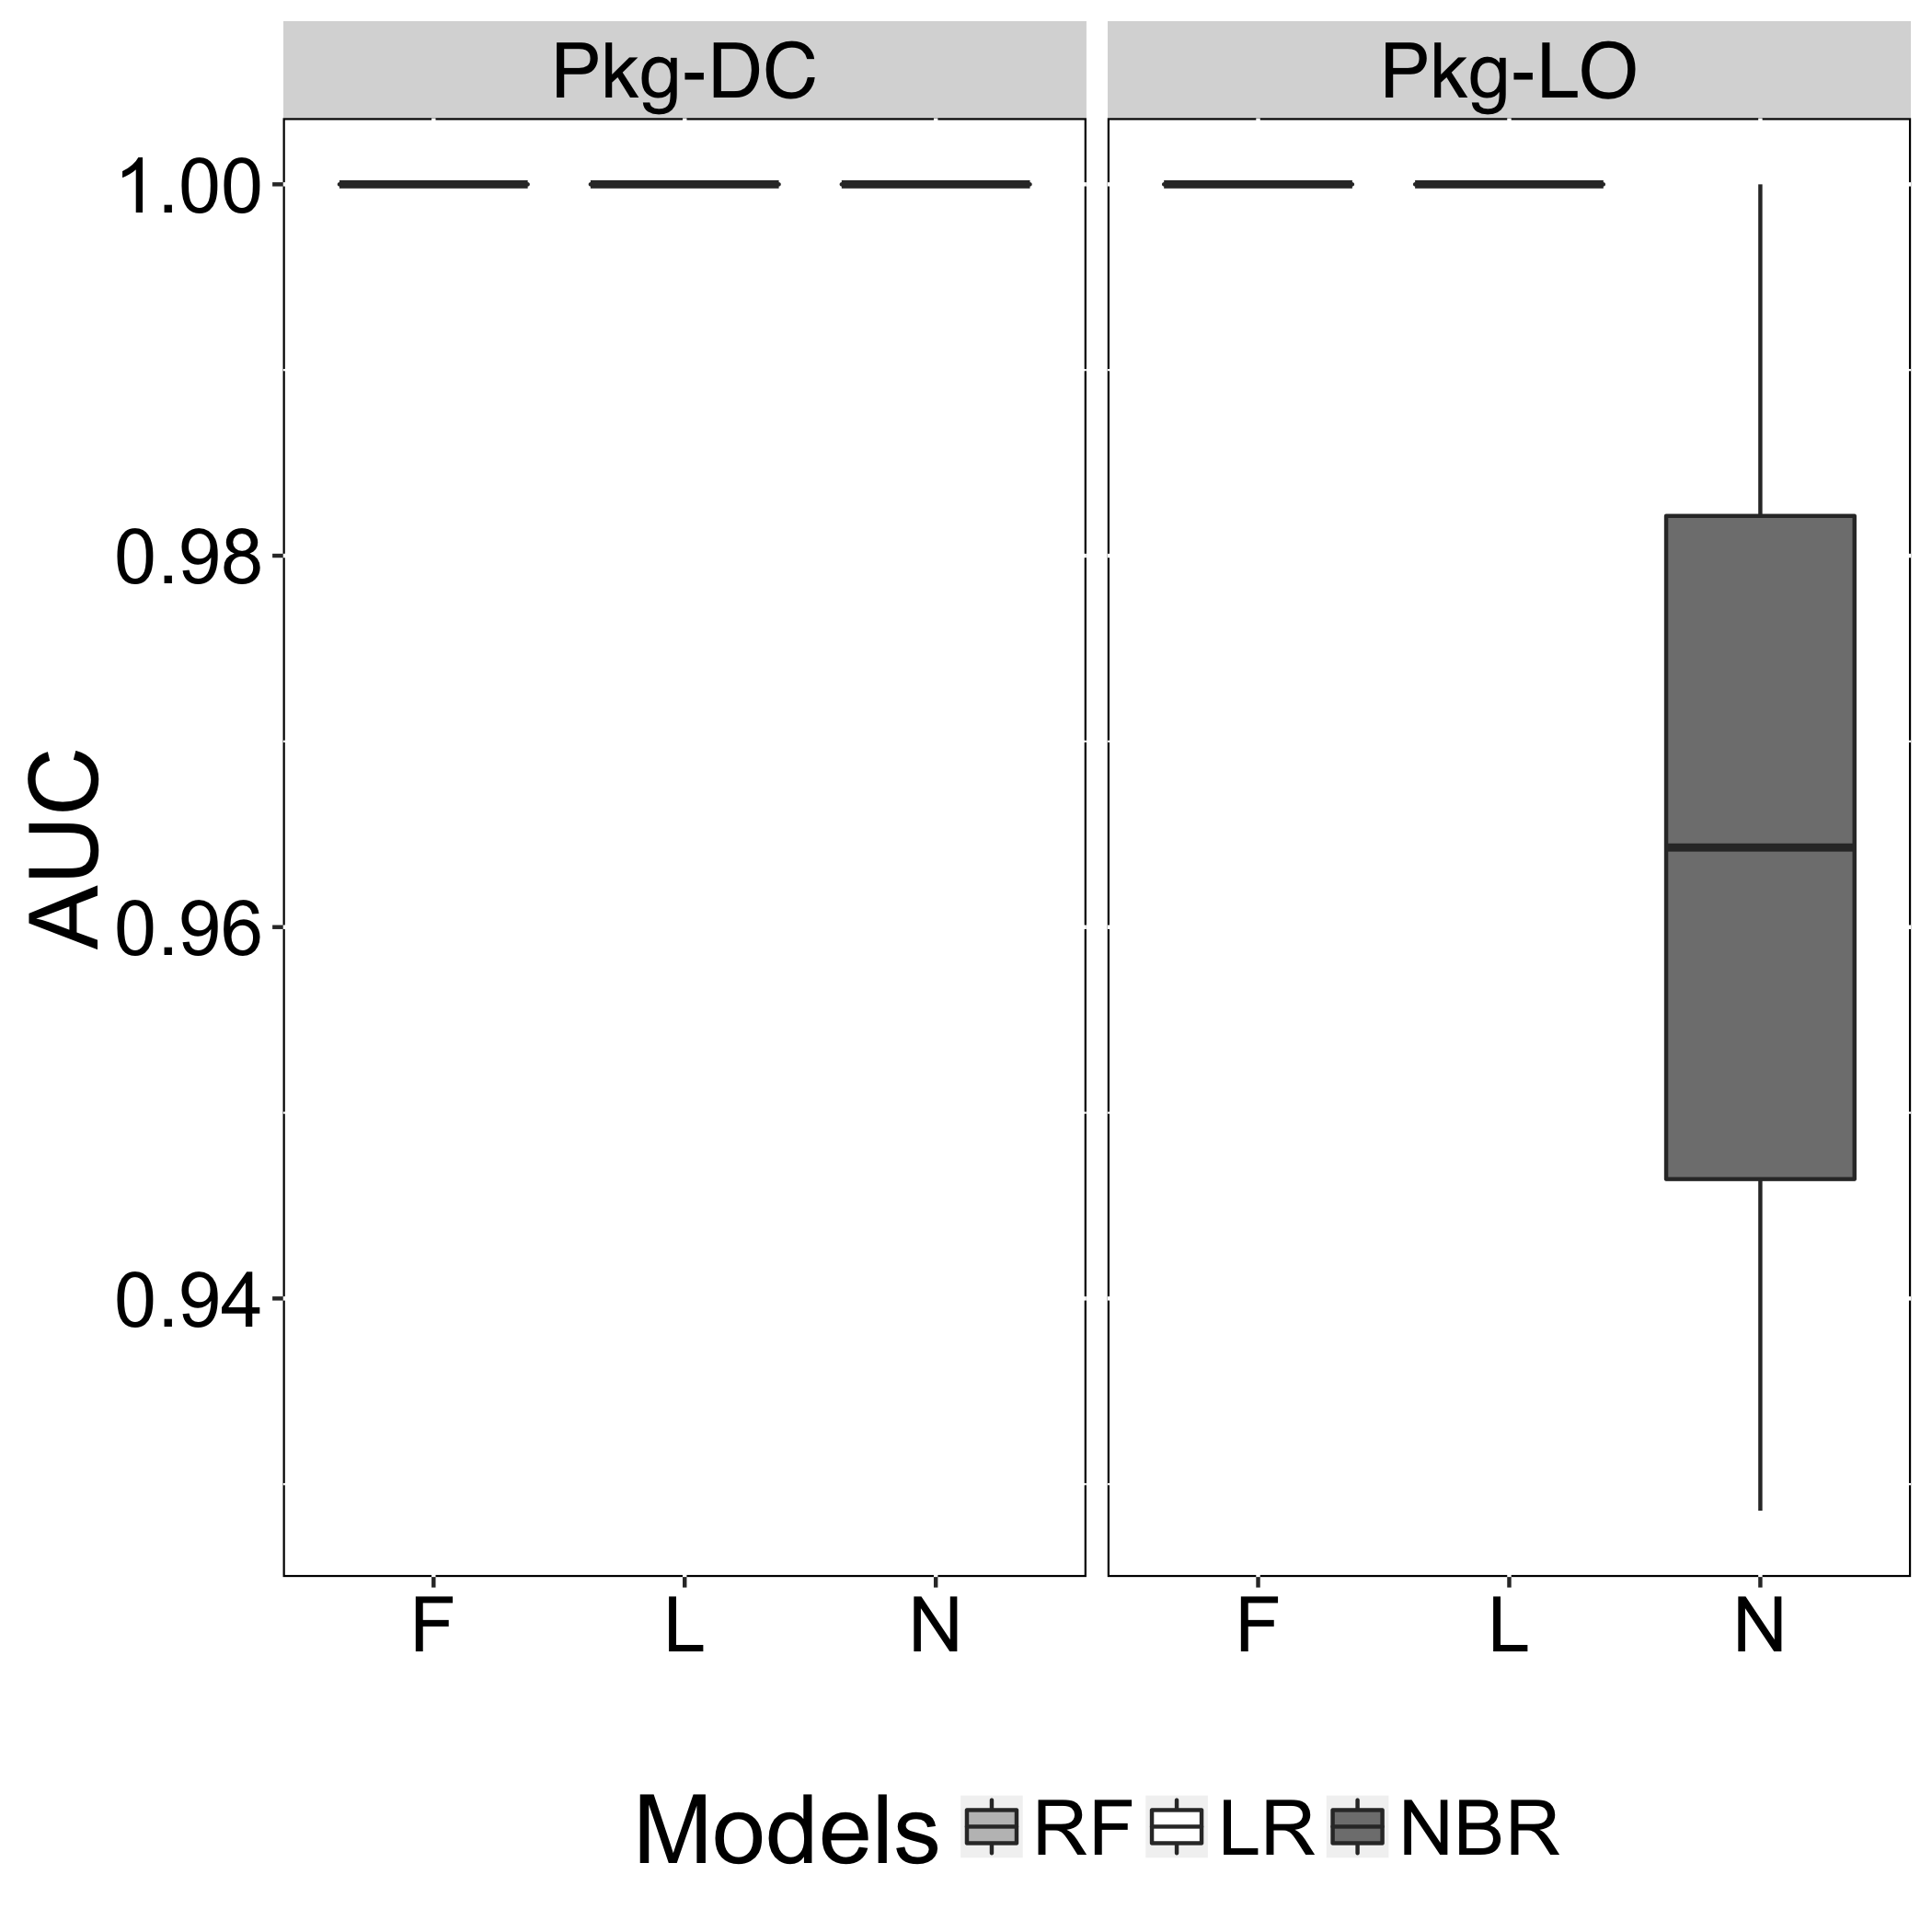 Pkg-DC Pkg-LO
1.00
0.98
0.96
0.94
AUC
F L N F L N
Models RF LR NBR